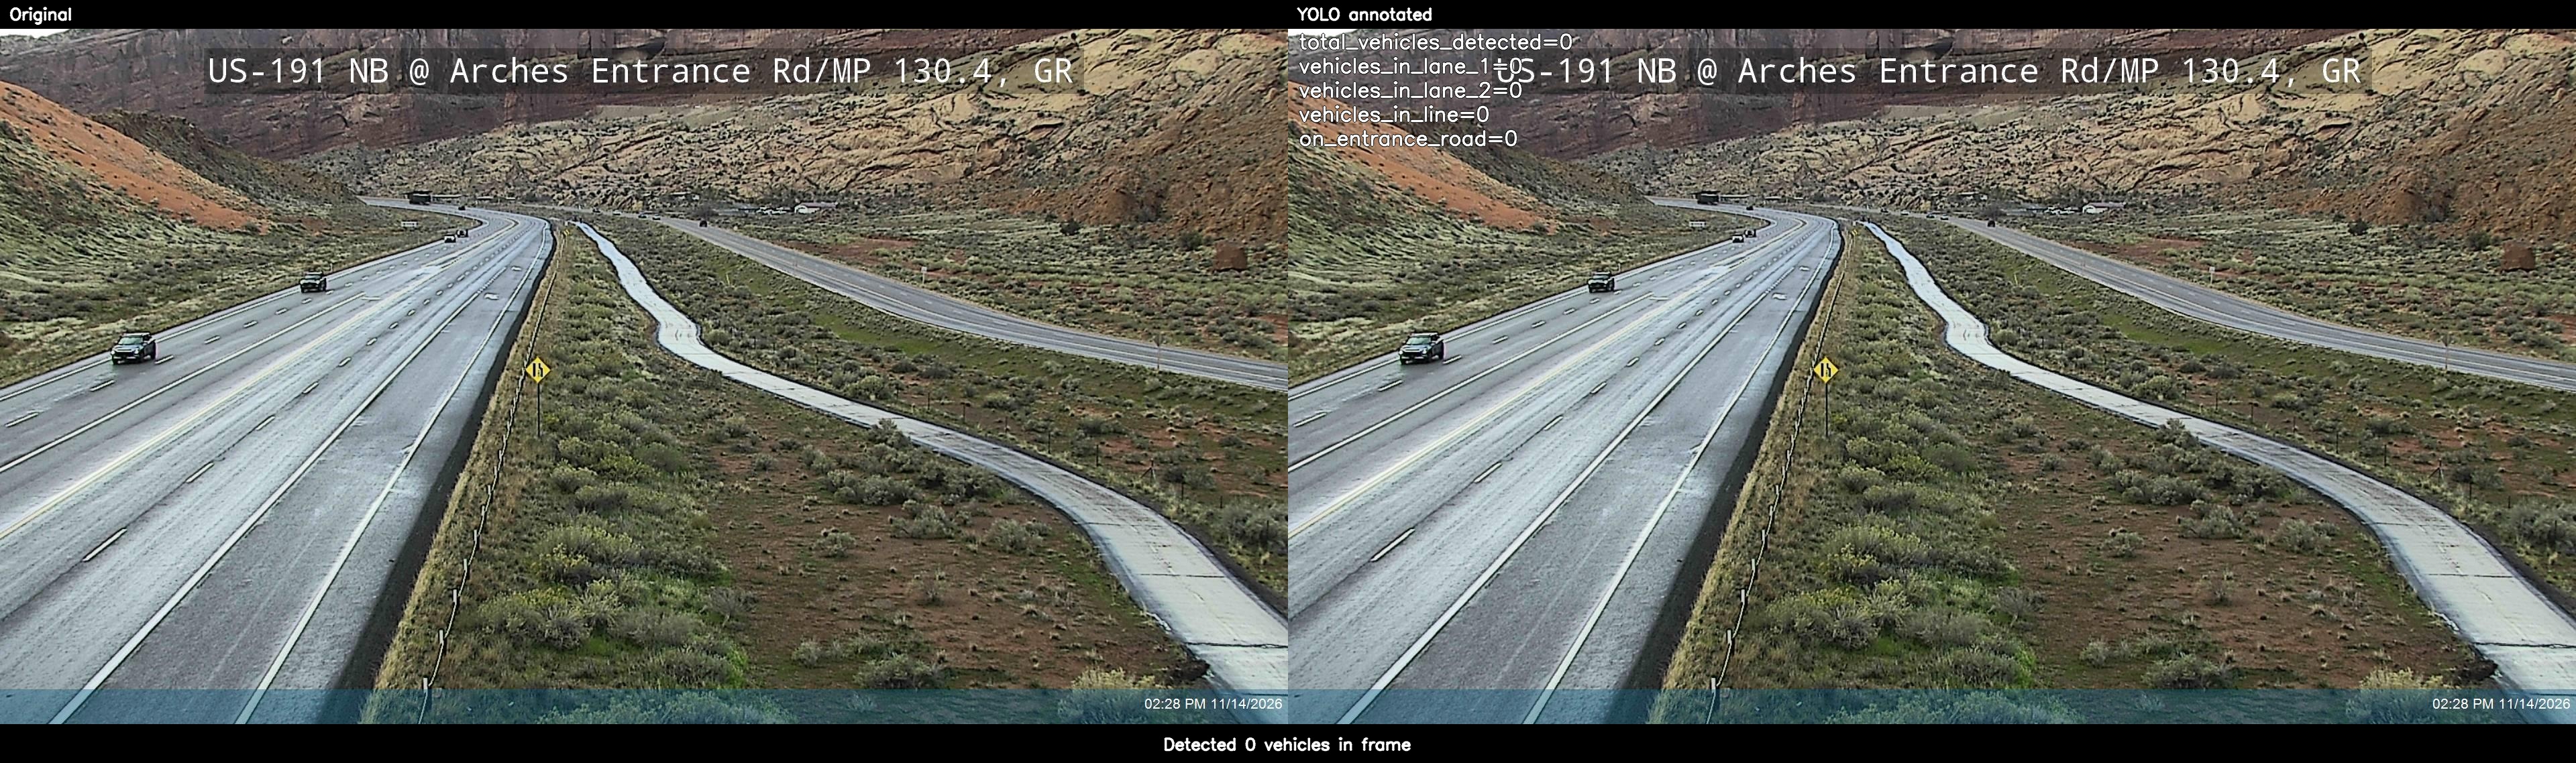 Original
US-191 NB @ Arches Entrance Rd/MP 130.4, GR
02:28 PM 11/14/2026
YOLO annotated
total_vehicles_detected=0
vehicles_in_lane_1=0
US-191 NB @ Arches Entrance Rd/MP 130.4, GR
vehicles_in_lane_2=0
vehicles_in_line=0
on_entrance_road=0
02:28 PM 11/14/2026
Detected 0 vehicles in frame